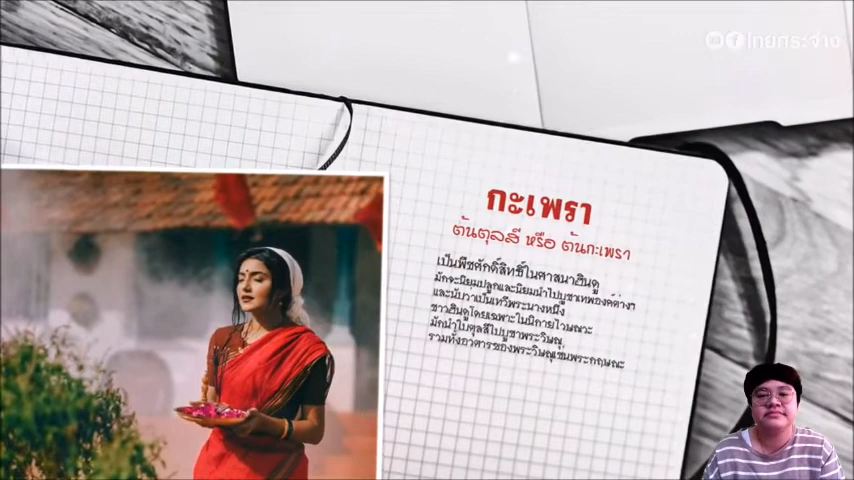 ไทยกระจ่าง
กะเพรา
ต้นตุลสี หรือ ต้นกะเพรา
เป็นพืชศักดิ์สิทธิ์ในศาสนาฮินดู
มักจะนิยมปลูกและนิยมนำไปบูชาเทพองค์ต่างๆ
และนับว่าเป็นเทวีพระนางหนึ่ง
ชาวฮินดูโดยเฉพาะในนิกายไวษณะ
มักนำใบตุลสีไปบูชาพระวิษณุ
รวมทั้งอวตารของพระวิษณุเช่นพระกฤษณะ